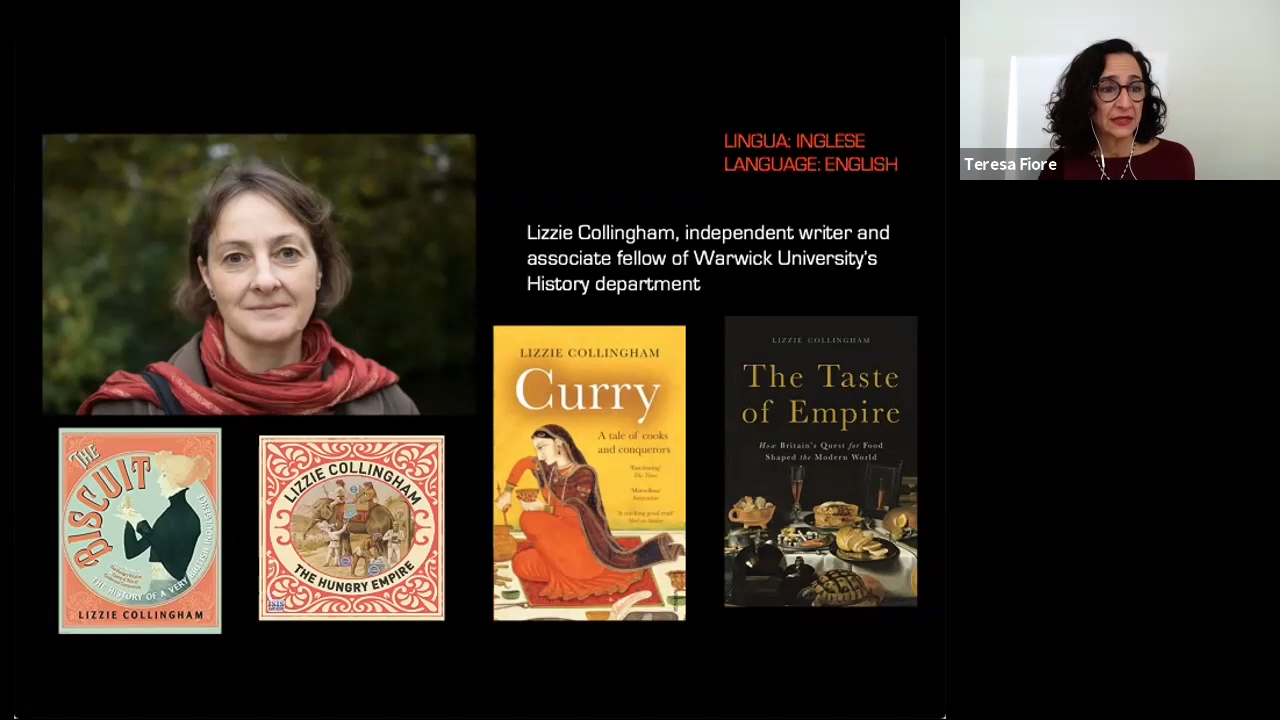 LINGUA: INGLESE
LANGUAGE: ENGLISH
Teresa Fiore
Lizzie Collingham, independent writer and
associate fellow of Warwick University's
History department
THE
BISCUIT
THE HISTORY OF A VERY BRITISH
LIZZIE COLLINGHAM
LIZZIE COLLINGHAM
THE HUNGRY EMPIRE
LIZZIE COLLINGHAM
Curry
A tale of cooks
and conquerors
LIZZIE COLLINGHAM
The Taste
of Empire
How Britain's Quest for Food
Shaped the Modern World